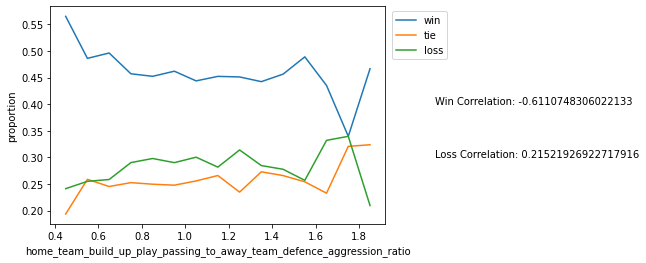 win
tie
loss
proportion
0.55
0.50
0.45
0.40
0.35
0.30
0.25
0.20
0.4 0.6 0.8 1.0 1.2 1.4 1.6 1.8
home_team_build_up_play_passing_to_away_team_defence_aggression_ratio
Win Correlation: -0.6110748306022133
Loss Correlation: 0.21521926922717916